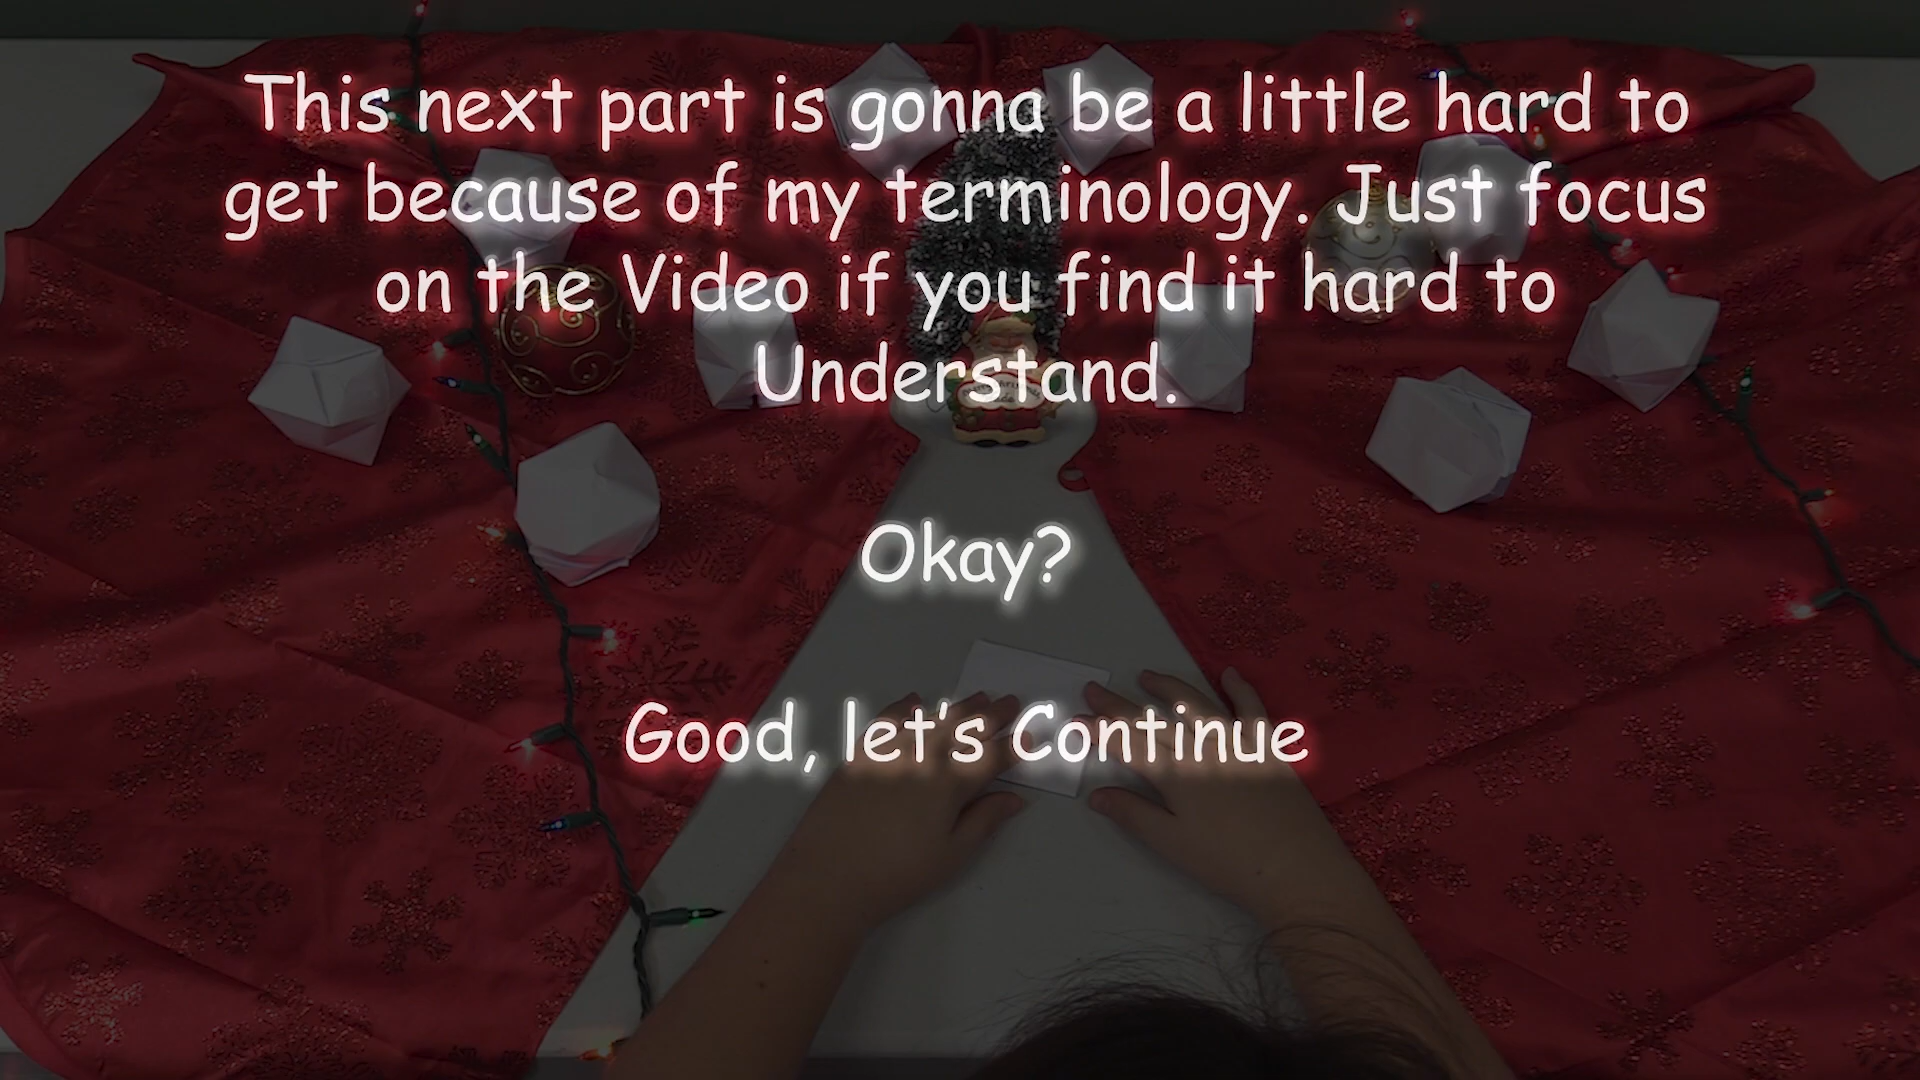 This next part is gonna be a little hard to
get because of my terminology. Just focus
on the Video if you find it hard to
Understand.
Okay?
Good, let's Continue